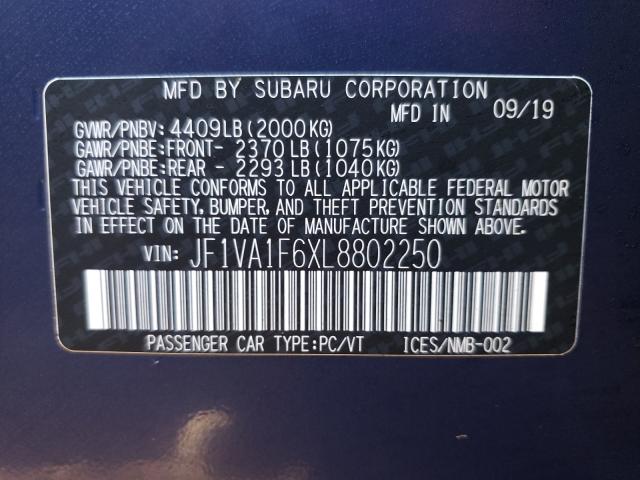 MFD BY SUBARU CORPORATION
MFD IN 09/19
GVWR/PNBV: 4409LB(2000KG)
GAWR/PNBE:FRONT- 2370LB(1075KG)
GAWR/PNBE:REAR - 2293LB(1040KG)
THIS VEHICLE CONFORMS TO ALL APPLICABLE FEDERAL MOTOR
VEHICLE SAFETY, BUMPER, AND THEFT PREVENTION STANDARDS
IN EFFECT ON THE DATE OF MANUFACTURE SHOWN ABOVE.
VIN: JF1VA1F6XL8802250
PASSENGER CAR TYPE:PC/VT ICES/NMB-002